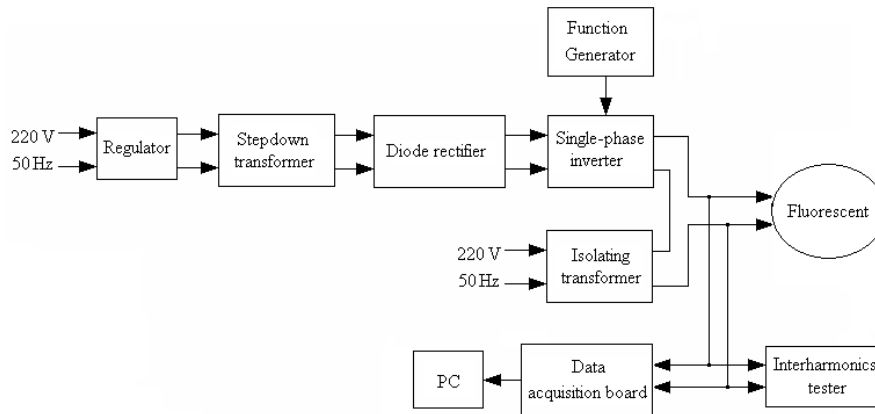 Function
Generator
220 V
50 Hz
Regulator
Stepdown
transformer
Diode rectifier
Single-phase
inverter
Fluorescent
220 V
50 Hz
Isolating
transformer
PC
Data
acquisition board
Interharmonics
tester